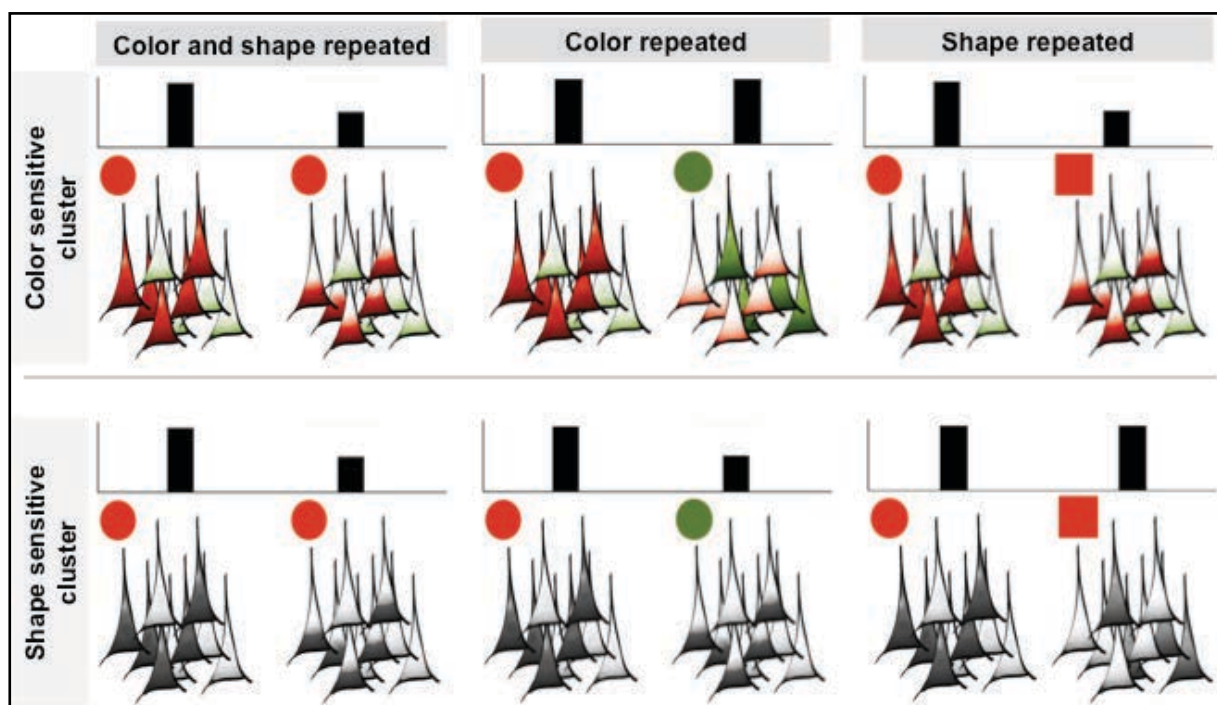 Color and shape repeated
Color repeated
Shape repeated
Color sensitive
cluster
Shape sensitive
cluster